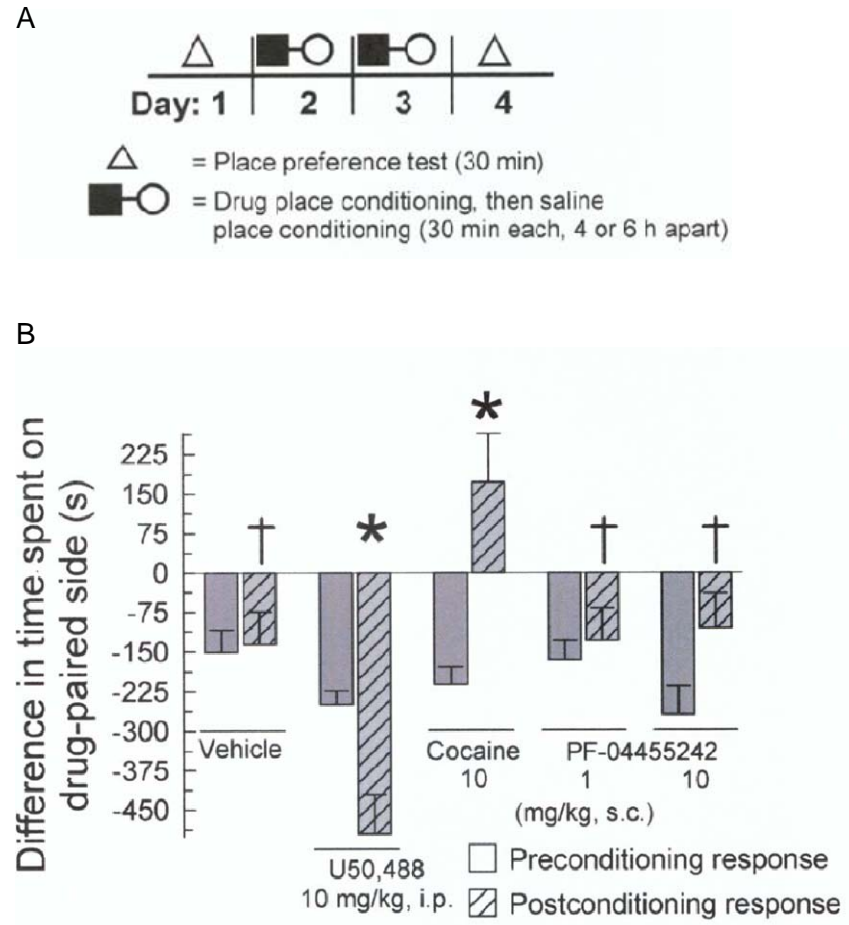 A
Day: 1 2 3 4
= Place preference test (30 min)
= Drug place conditioning, then saline
place conditioning (30 min each, 4 or 6 h apart)
B
Difference in time spent on
drug-paired side (s)
225
150
75
0
-75
-150
-225
-300
-375
-450
*
*
† † †
Vehicle
U50,488
10 mg/kg, i.p.
Cocaine
10
PF-04455242
1 10
(mg/kg, s.c.)
Preconditioning response
Postconditioning response